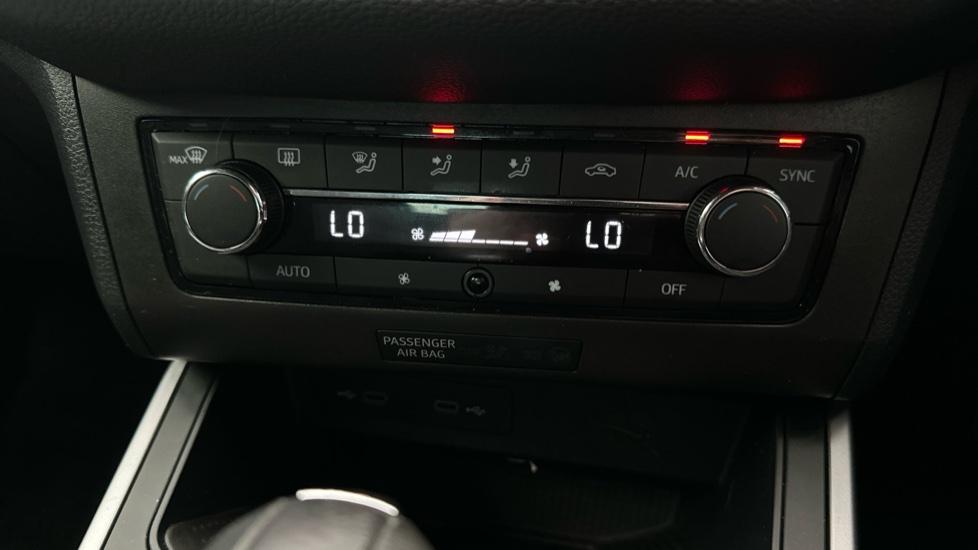 MAX
A/C
SYNC
LO
LO
AUTO
OFF
PASSENGER
AIR BAG